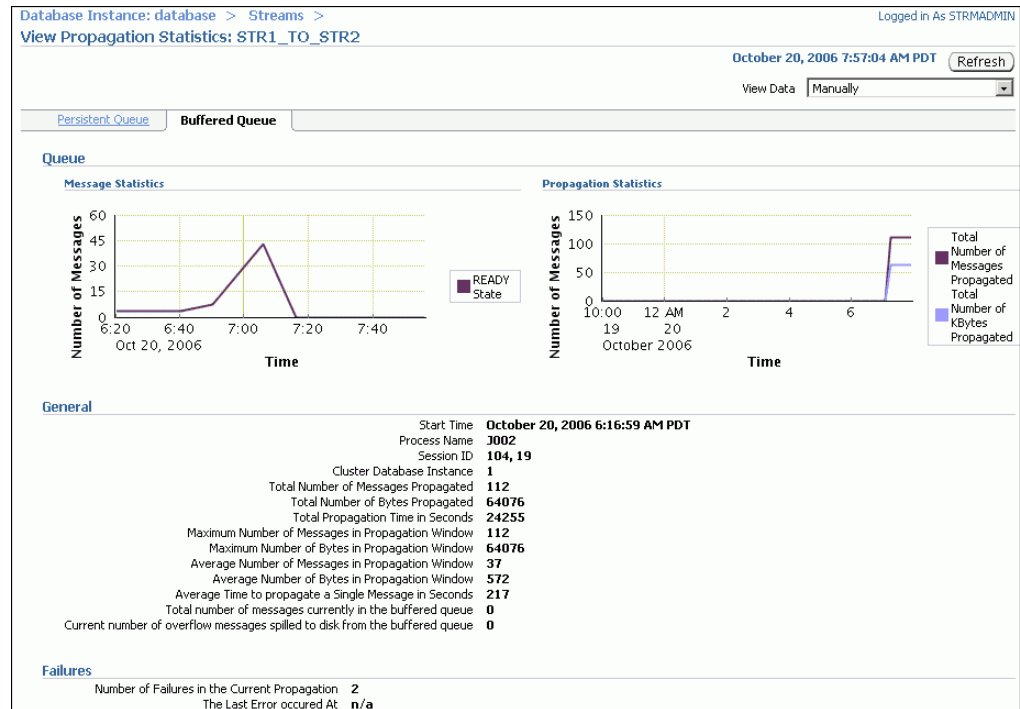 Database Instance: database > Streams >
Logged in As STRMADMIN
View Propagation Statistics: STR1_TO_STR2
October 20, 2006 7:57:04 AM PDT Refresh
View Data Manually
Persistent Queue Buffered Queue
Queue
Message Statistics
Number of Messages
60
45
30
15
0
6:20 6:40 7:00 7:20 7:40
Oct 20, 2006
Time
READY
State
Propagation Statistics
Number of Messages
150
100
50
0
10:00 12 AM 2 4 6
19 20
October 2006
Time
Total
Number of
Messages
Propagated
Total
Number of
KBytes
Propagated
General
Start Time October 20, 2006 6:16:59 AM PDT
Process Name J002
Session ID 104, 19
Cluster Database Instance 1
Total Number of Messages Propagated 112
Total Number of Bytes Propagated 64076
Total Propagation Time in Seconds 24255
Maximum Number of Messages in Propagation Window 112
Maximum Number of Bytes in Propagation Window 64076
Average Number of Messages in Propagation Window 37
Average Number of Bytes in Propagation Window 572
Average Time to propagate a Single Message in Seconds 217
Total number of messages currently in the buffered queue 0
Current number of overflow messages spilled to disk from the buffered queue 0
Failures
Number of Failures in the Current Propagation 2
The Last Error occured At n/a